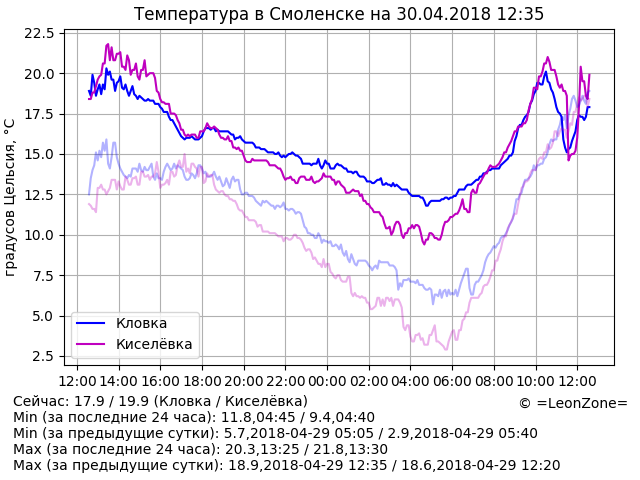 Температура в Смоленске на 30.04.2018 12:35
градусов Цельсия, °C
22.5
20.0
17.5
15.0
12.5
10.0
7.5
5.0
2.5
Кловка
Киселёвка
12:00 14:00 16:00 18:00 20:00 22:00 00:00 02:00 04:00 06:00 08:00 10:00 12:00
Сейчас: 17.9 / 19.9 (Кловка / Киселёвка)
© =LeonZone=
Min (за последние 24 часа): 11.8,04:45 / 9.4,04:40
Min (за предыдущие сутки): 5.7,2018-04-29 05:05 / 2.9,2018-04-29 05:40
Max (за последние 24 часа): 20.3,13:25 / 21.8,13:30
Max (за предыдущие сутки): 18.9,2018-04-29 12:35 / 18.6,2018-04-29 12:20